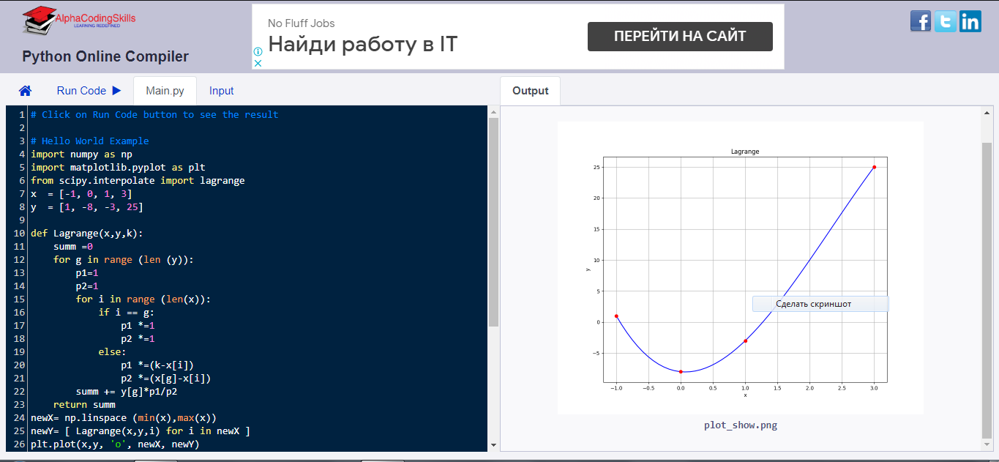 AlphaCodingSkills
LEARNING REDEFINED
Python Online Compiler
No Fluff Jobs
Найди работу в IT
ПЕРЕЙТИ НА САЙТ
f
t
in
Run Code
Main.py
Input
Output
1 # Click on Run Code button to see the result
2
3 # Hello World Example
4 import numpy as np
5 import matplotlib.pyplot as plt
6 from scipy.interpolate import lagrange
7 x  = [-1, 0, 1, 3]
8 y  = [1, -8, -3, 25]
9
10 def Lagrange(x,y,k):
11     summ =0
12     for g in range (len (y)):
13         p1=1
14         p2=1
15         for i in range (len(x)):
16             if i == g:
17                 p1 *=1
18                 p2 *=1
19             else:
20                 p1 *=(k-x[i])
21                 p2 *=(x[g]-x[i])
22         summ += y[g]*p1/p2
23     return summ
24 newX= np.linspace (min(x),max(x))
25 newY= [ Lagrange(x,y,i) for i in newX ]
26 plt.plot(x,y, 'o', newX, newY)
Lagrange
25
20
15
10
5
0
−5
y
−1.0 −0.5 0.0 0.5 1.0 1.5 2.0 2.5 3.0
x
Сделать скриншот
plot_show.png